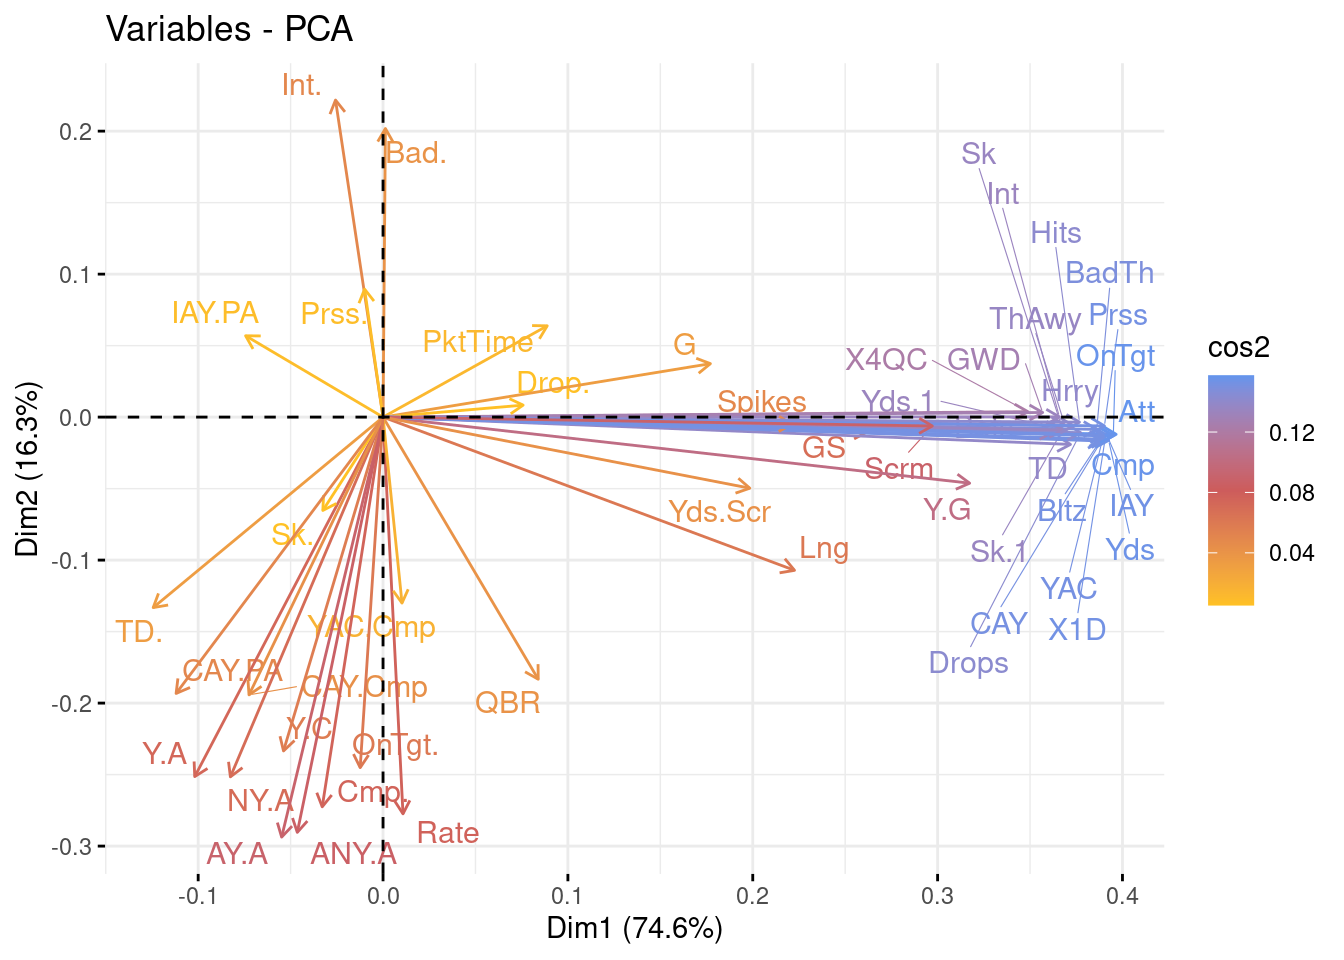 Variables - PCA
Int.
Bad.
Sk
Int
Hits
BadTh
IAY.PA
Prss.
PktTime
G
ThAwy
Prss
X4QC
GWD
OnTgt
Drop.
Spikes
Yds.1
Hrry
Att
GS
Scrm
TD
Cmp
Yds.Scr
Y.G
Bltz
IAY
Sk.
Lng
Sk.1
Yds
YAC
TD.
YAC.Cmp
CAY
X1D
CAY.PA
CAY.Cmp
Drops
QBR
Y.C
OnTgt.
Y.A
NY.A
Cmp.
Rate
AY.A
ANY.A
0.2
0.1
0.0
-0.1
-0.2
-0.3
Dim2 (16.3%)
-0.1
0.0
0.1
0.2
0.3
0.4
Dim1 (74.6%)
cos2
0.12
0.08
0.04